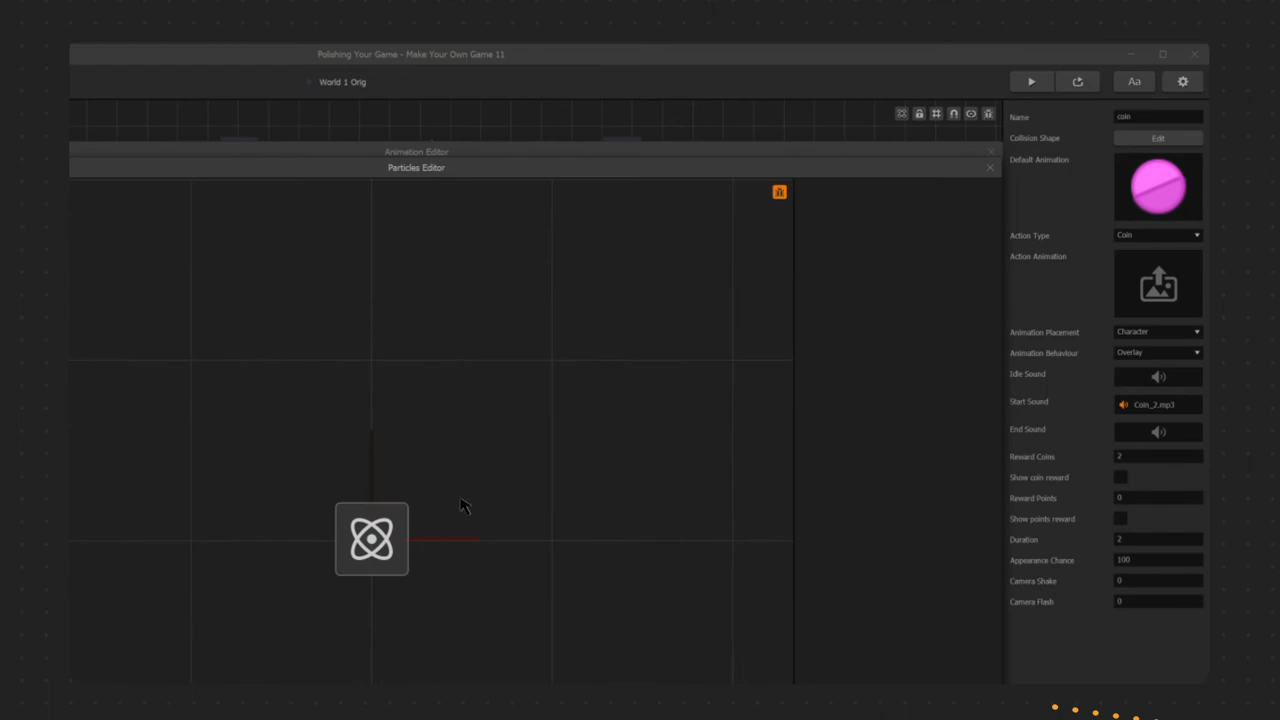 Polishing Your Game - Make Your Own Game 11
World 1 Orig
Aa
Animation Editor
Particles Editor
Name
coin
Collision Shape
Edit
Default Animation
Action Type
Coin
Action Animation
Animation Placement
Character
Animation Behaviour
Overlay
Idle Sound
Start Sound
Coin_2.mp3
End Sound
Reward Coins
2
Show coin reward
Reward Points
0
Show points reward
Duration
2
Appearance Chance
100
Camera Shake
0
Camera Flash
0